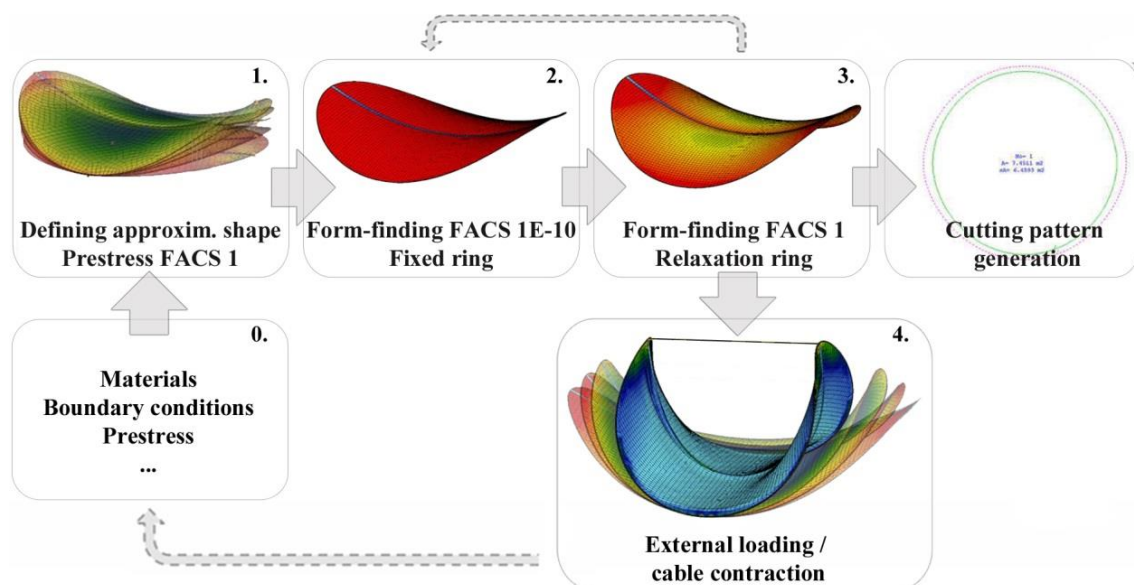 1.
Defining approxim. shape
Prestress FACS 1
2.
Form-finding FACS 1E-10
Fixed ring
3.
Form-finding FACS 1
Relaxation ring
Cutting pattern
generation
0.
Materials
Boundary conditions
Prestress
...
4.
External loading /
cable contraction